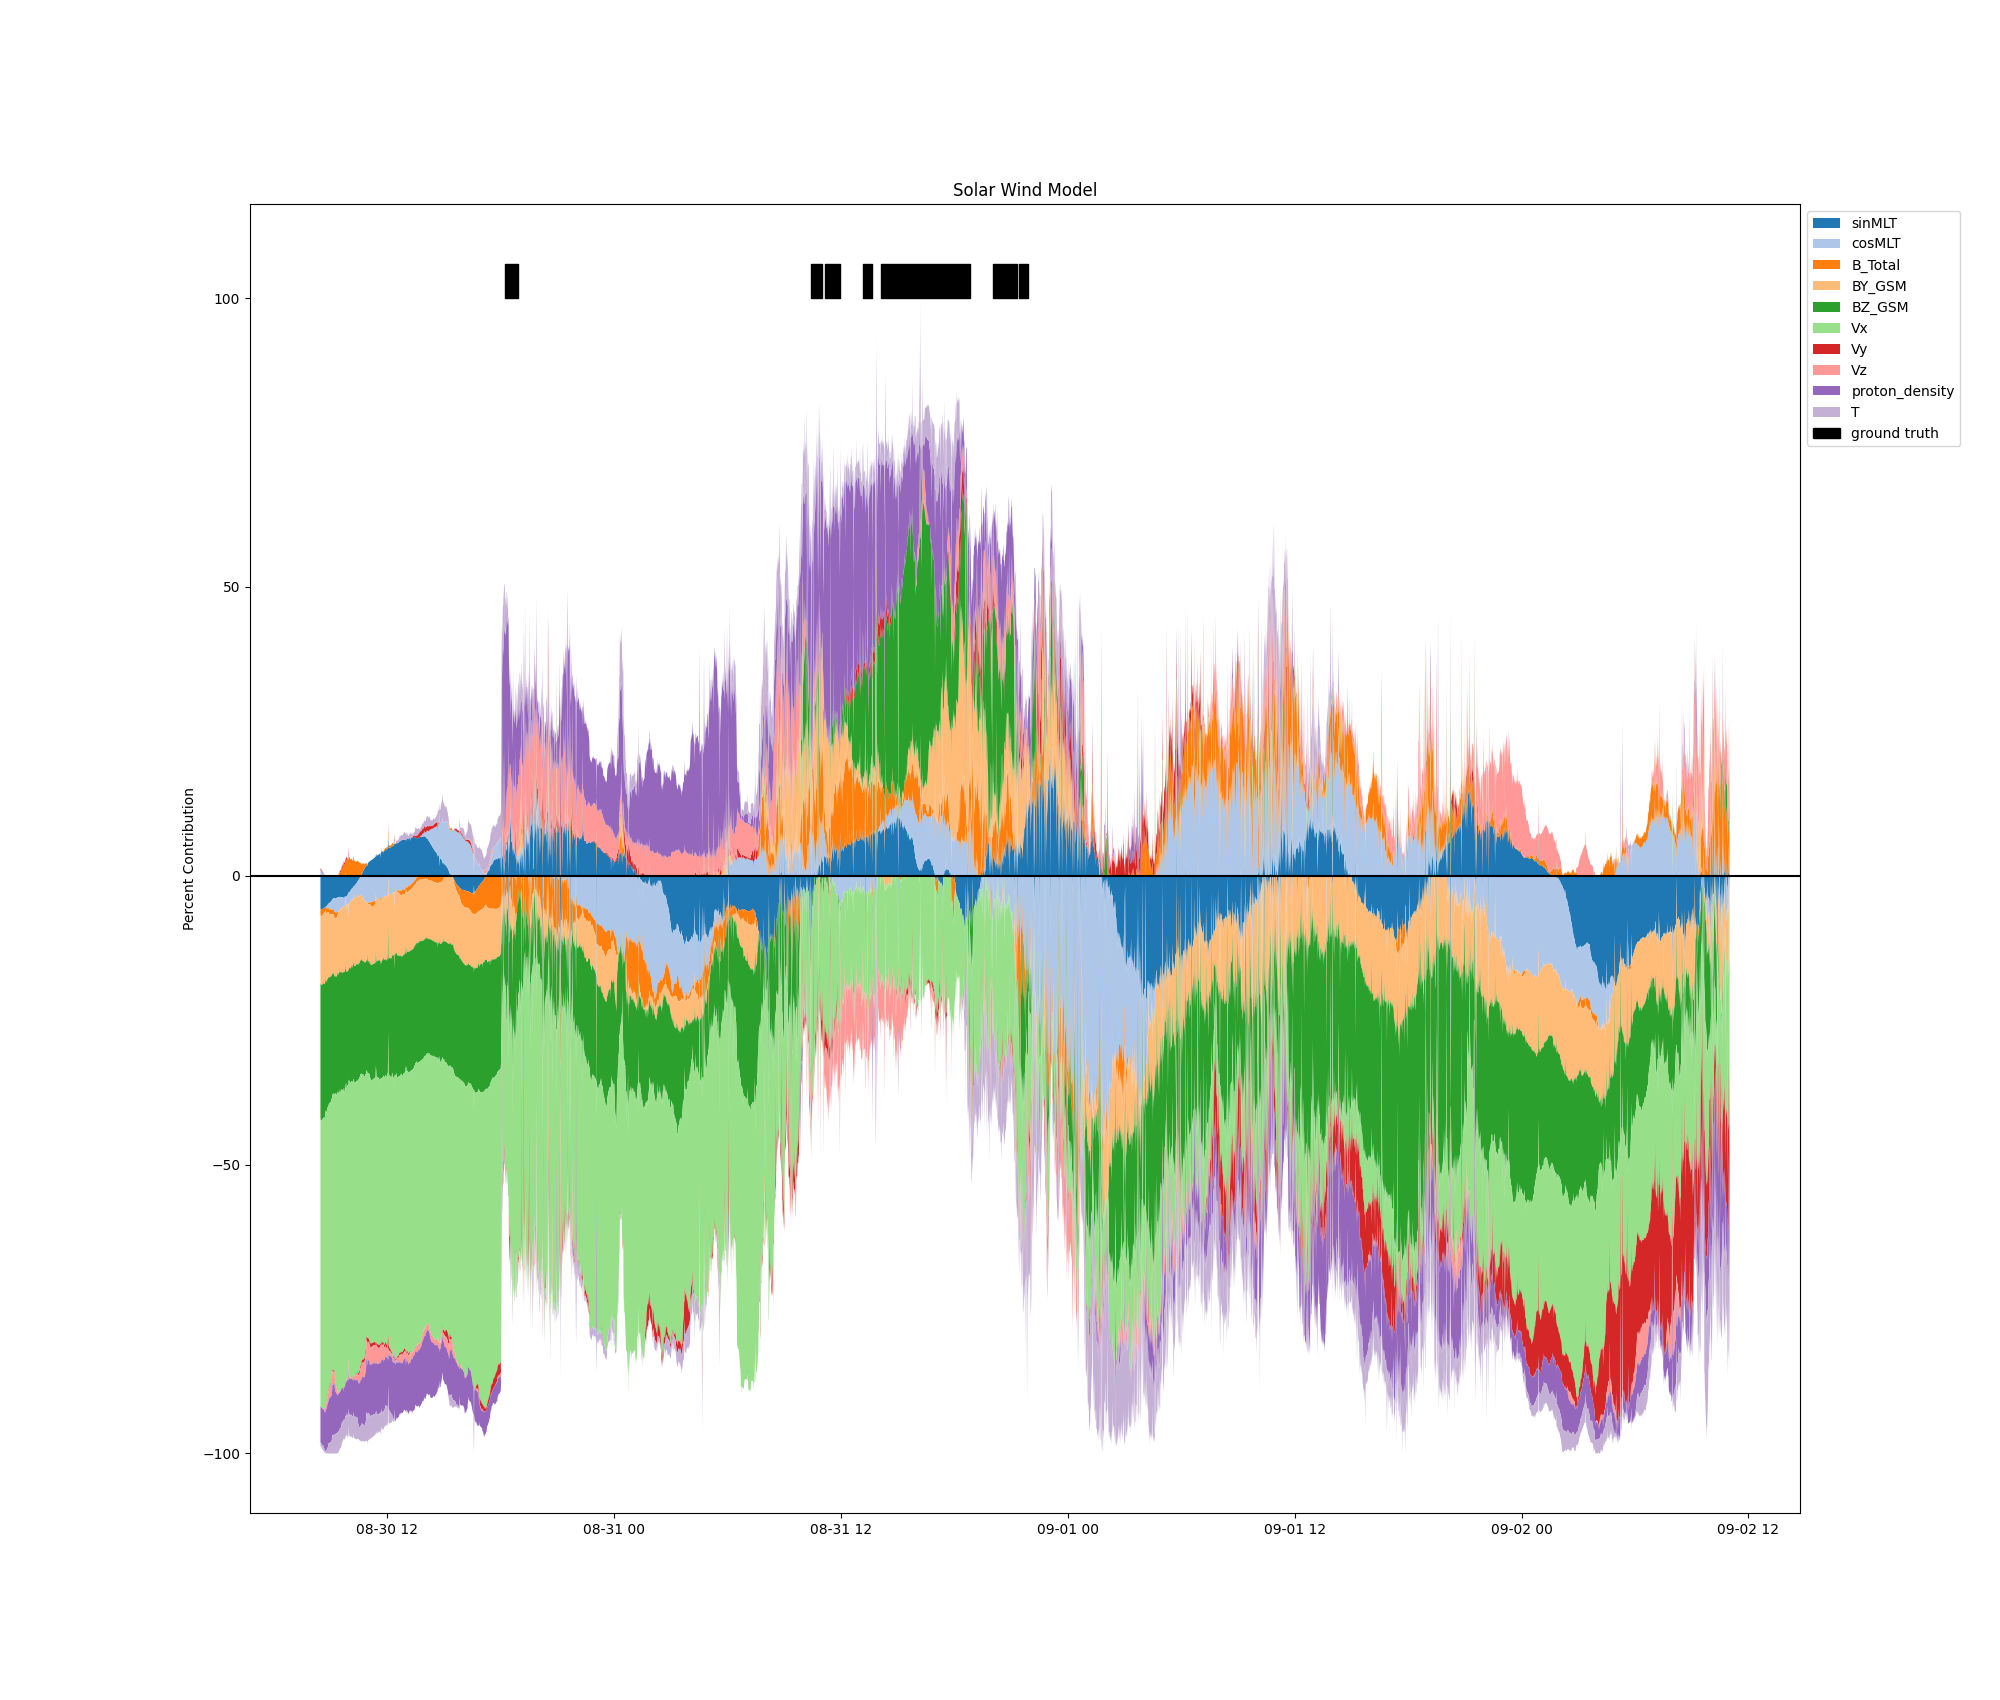 Solar Wind Model
100
50
0
−50
−100
Percent Contribution
08-30 12
08-31 00
08-31 12
09-01 00
09-01 12
09-02 00
09-02 12
sinMLT
cosMLT
B_Total
BY_GSM
BZ_GSM
Vx
Vy
Vz
proton_density
T
ground truth